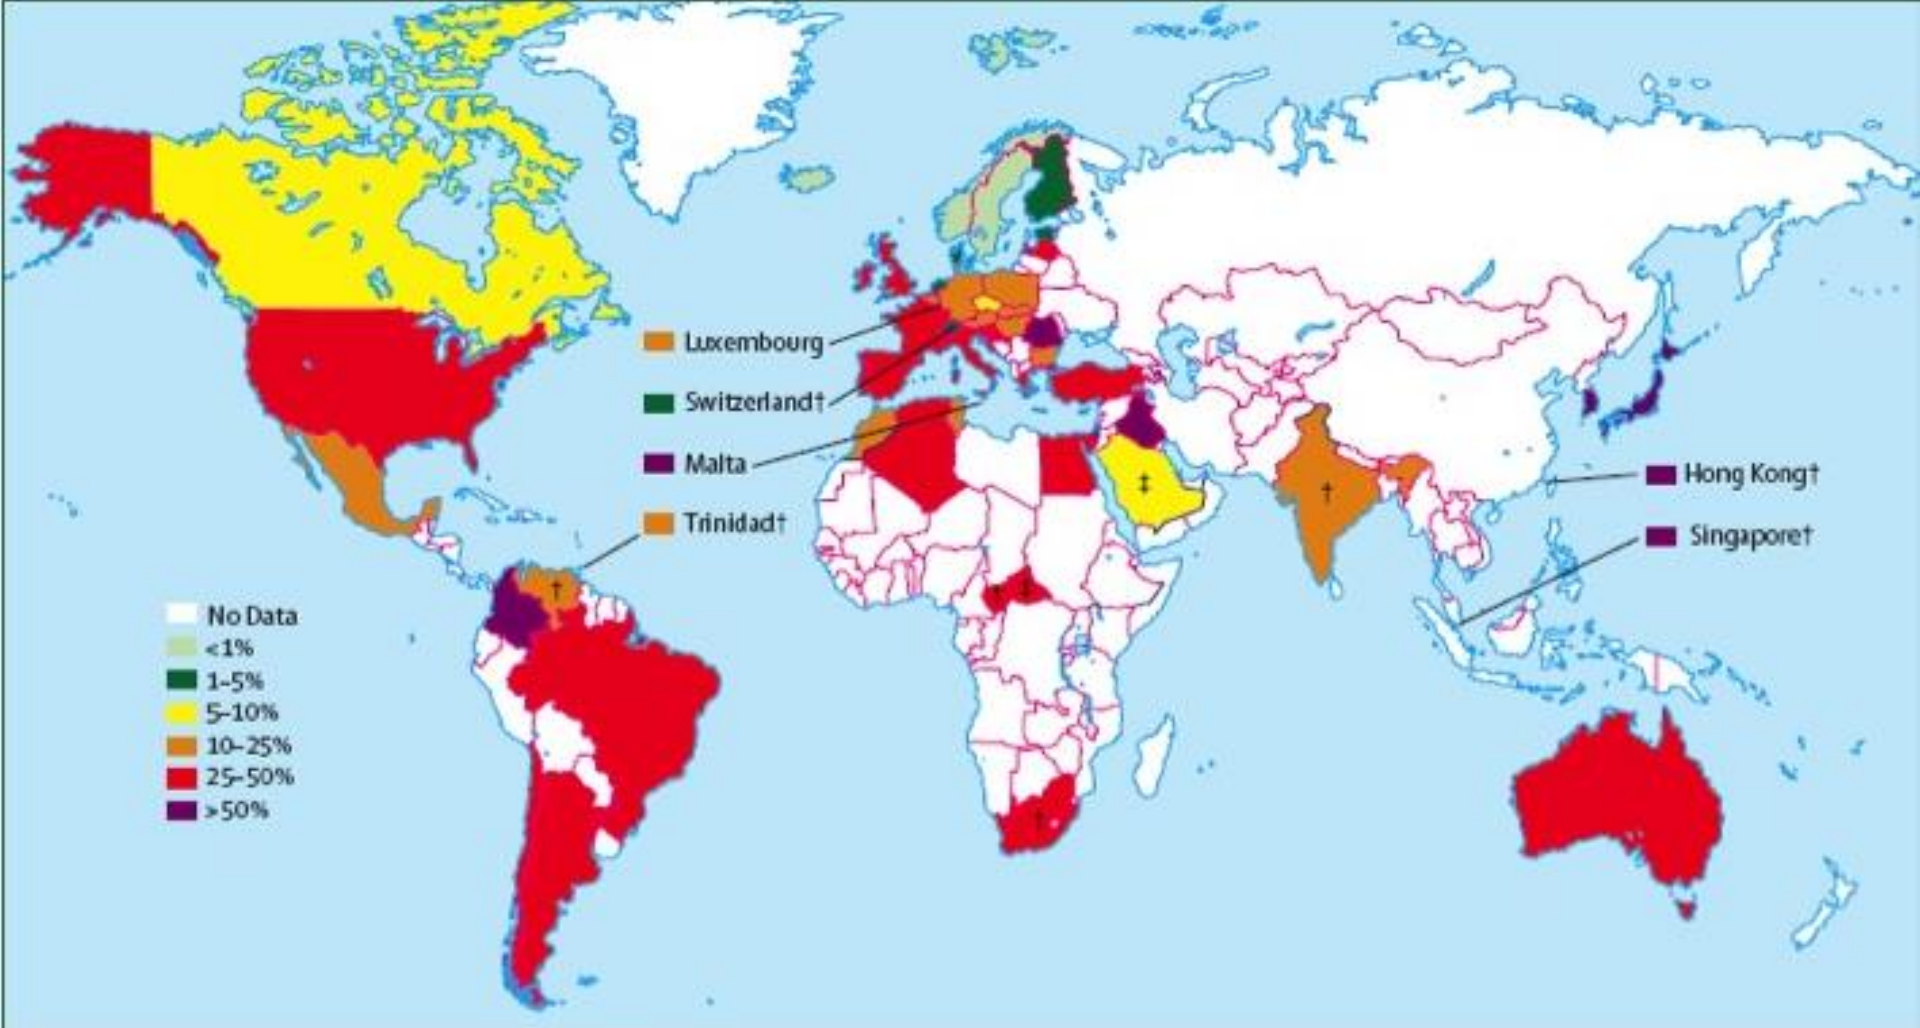 Luxembourg
Switzerland†
Malta
Trinidad†
Hong Kong†
Singapore†
‡
†
†
†
No Data
<1%
1–5%
5–10%
10–25%
25–50%
>50%